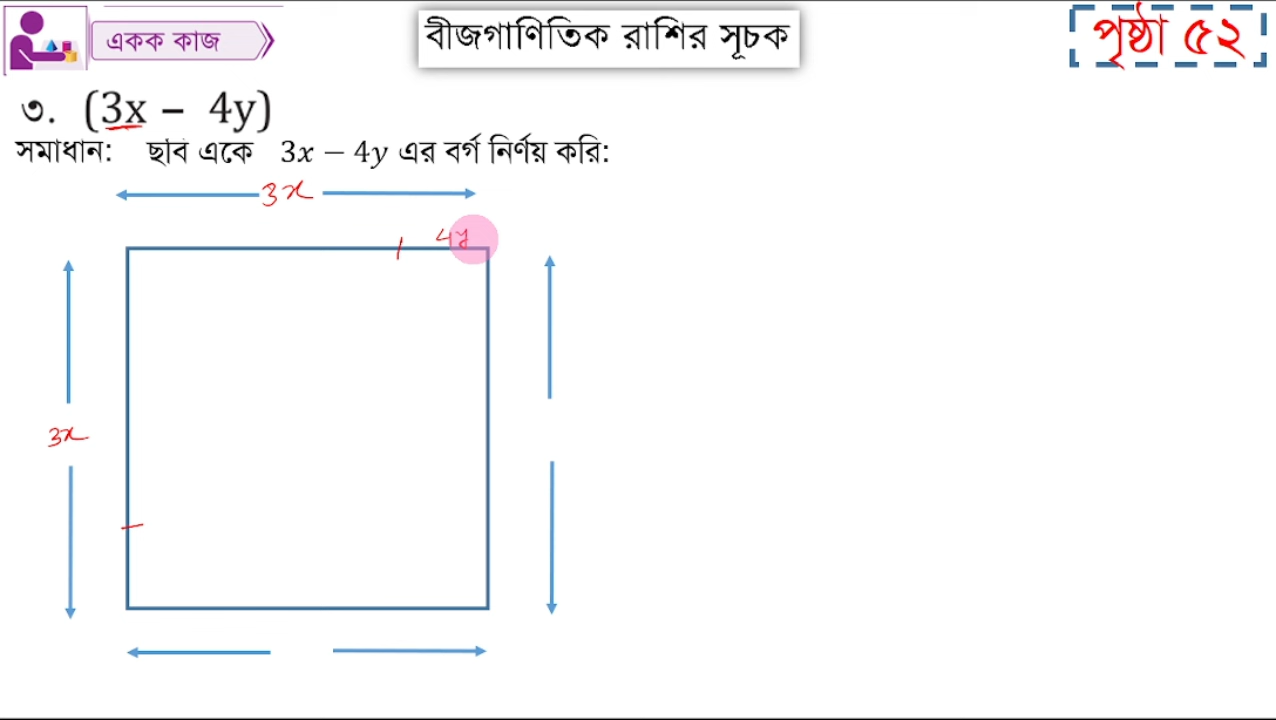 একক কাজ
বীজগাণিতিক রাশির সূচক
পৃষ্ঠা ৫২
৩. (3x − 4y)
সমাধান: ছবি একে 3x − 4y এর বর্গ নির্ণয় করি:
3x
4y
3x